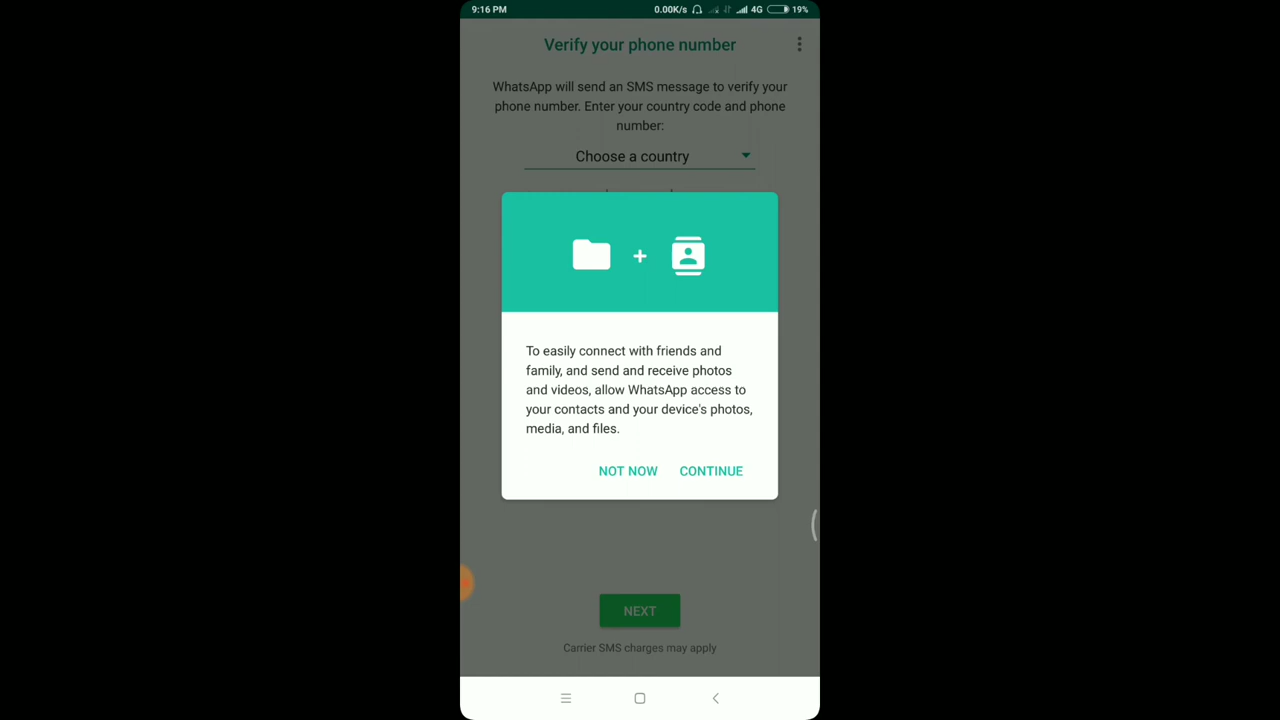 9:16 PM 0.00K/s 4G 19%
Verify your phone number
WhatsApp will send an SMS message to verify your
phone number. Enter your country code and phone
number:
Choose a country
+
To easily connect with friends and
family, and send and receive photos
and videos, allow WhatsApp access to
your contacts and your device's photos,
media, and files.
NOT NOW CONTINUE
NEXT
Carrier SMS charges may apply